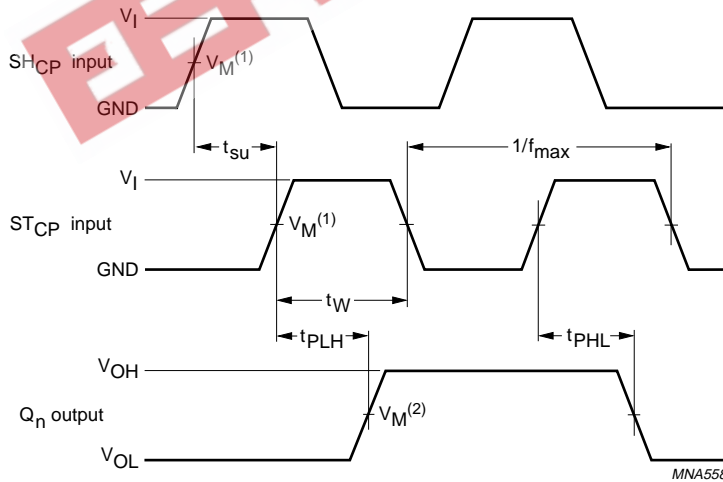 V_I
SH_CP input
V_M(1)
GND
t_su
1/f_max
V_I
ST_CP input
V_M(1)
GND
t_W
t_PLH
t_PHL
V_OH
Q_n output
V_M(2)
V_OL
MNA558